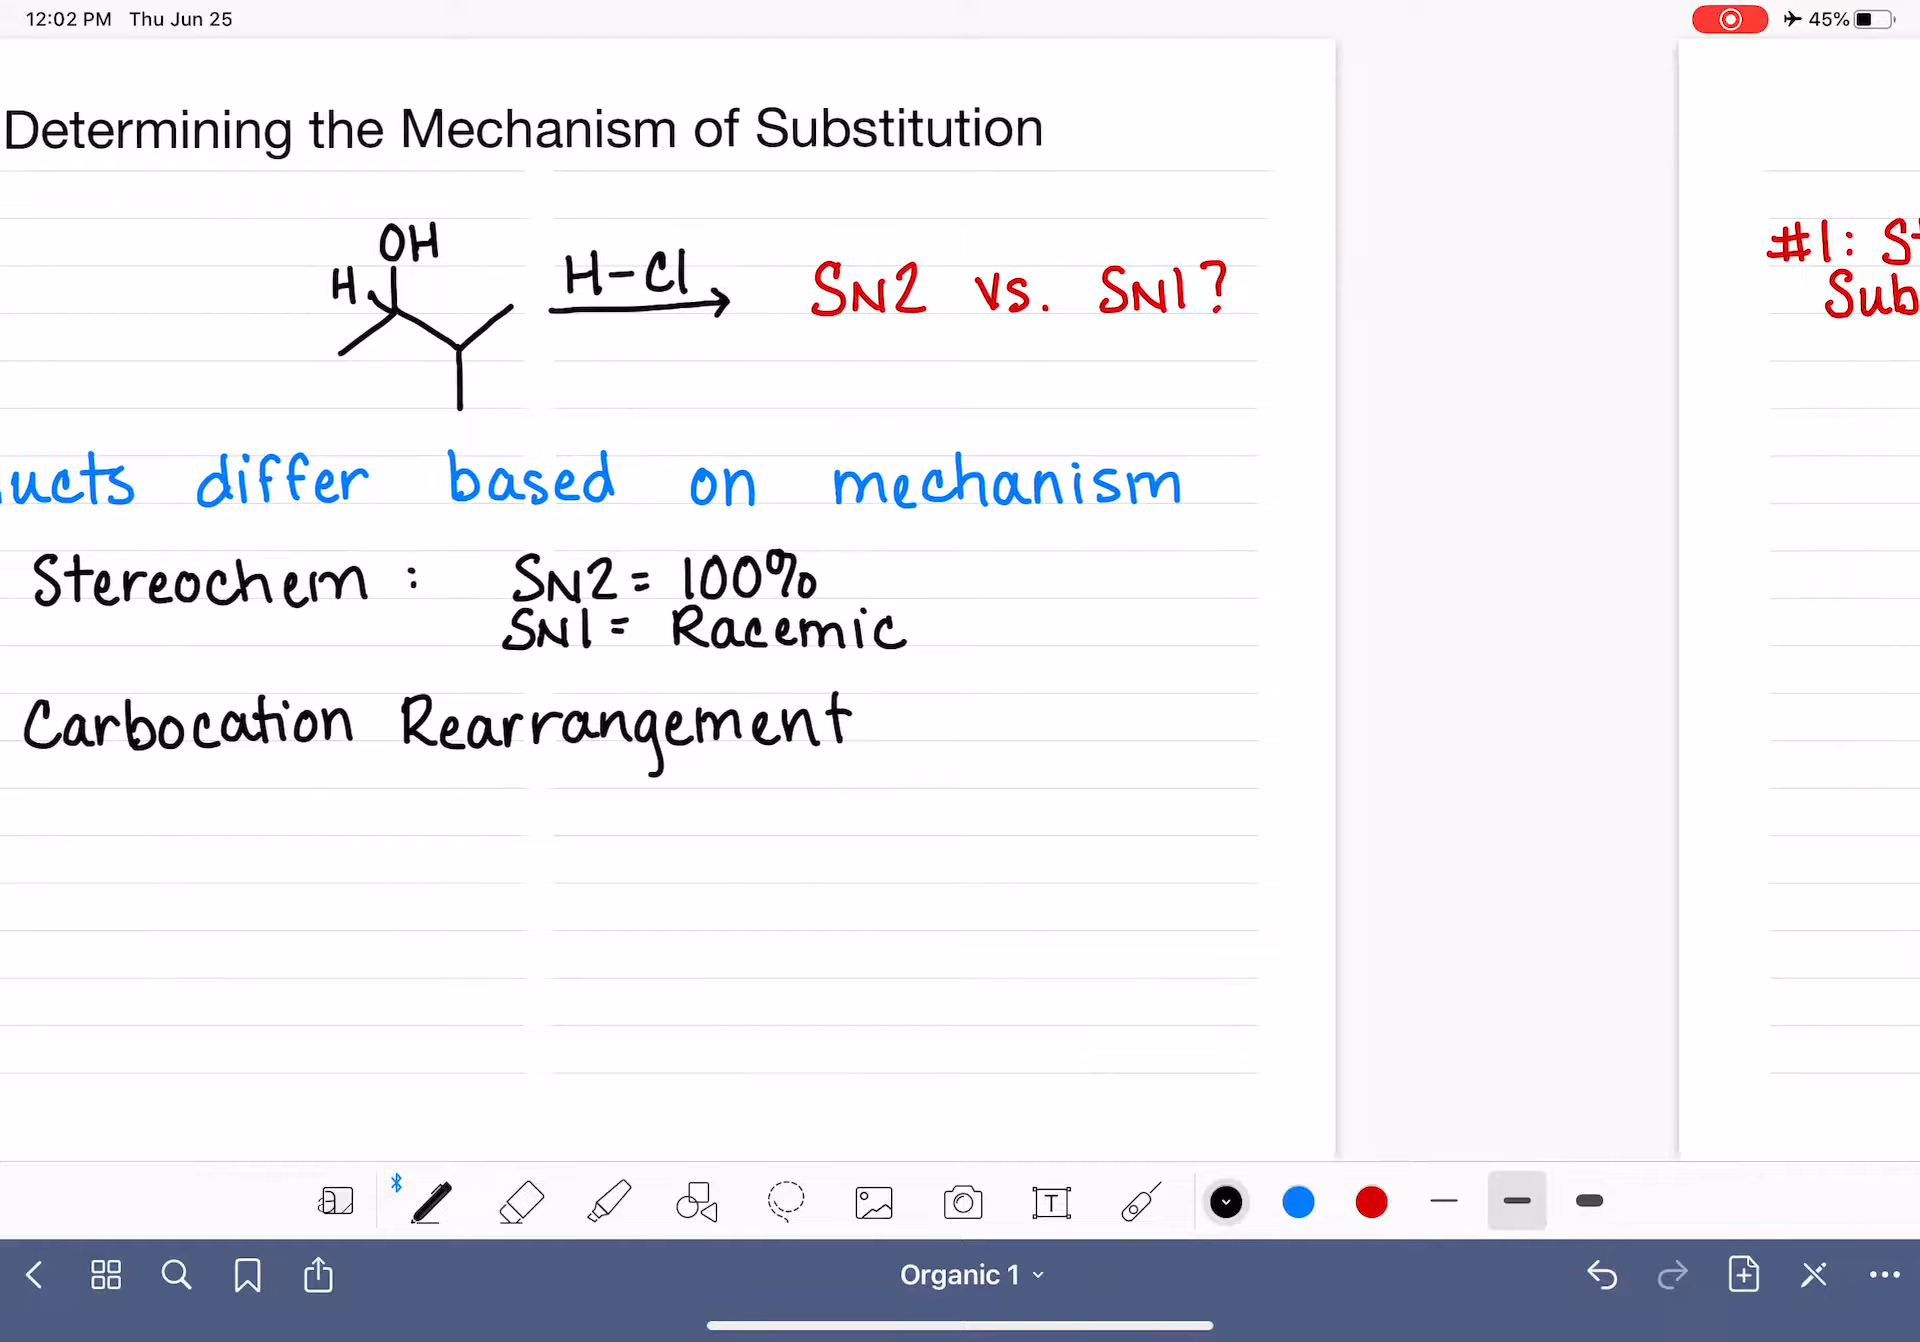 12:02 PM Thu Jun 25
45%
Determining the Mechanism of Substitution
OH
H
H-Cl
SN2 vs. SN1?
#1:
ucts differ based on mechanism
Stereochem : SN2 = 100%
SN1 = Racemic
Carbocation Rearrangement
T
Organic 1